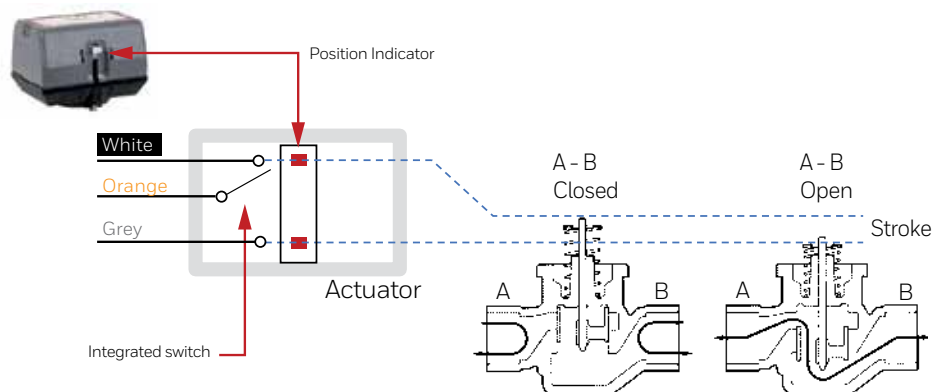 Position Indicator
White
Orange
Grey
Actuator
Integrated switch
A - B
Closed
A - B
Open
Stroke
A
B
A
B